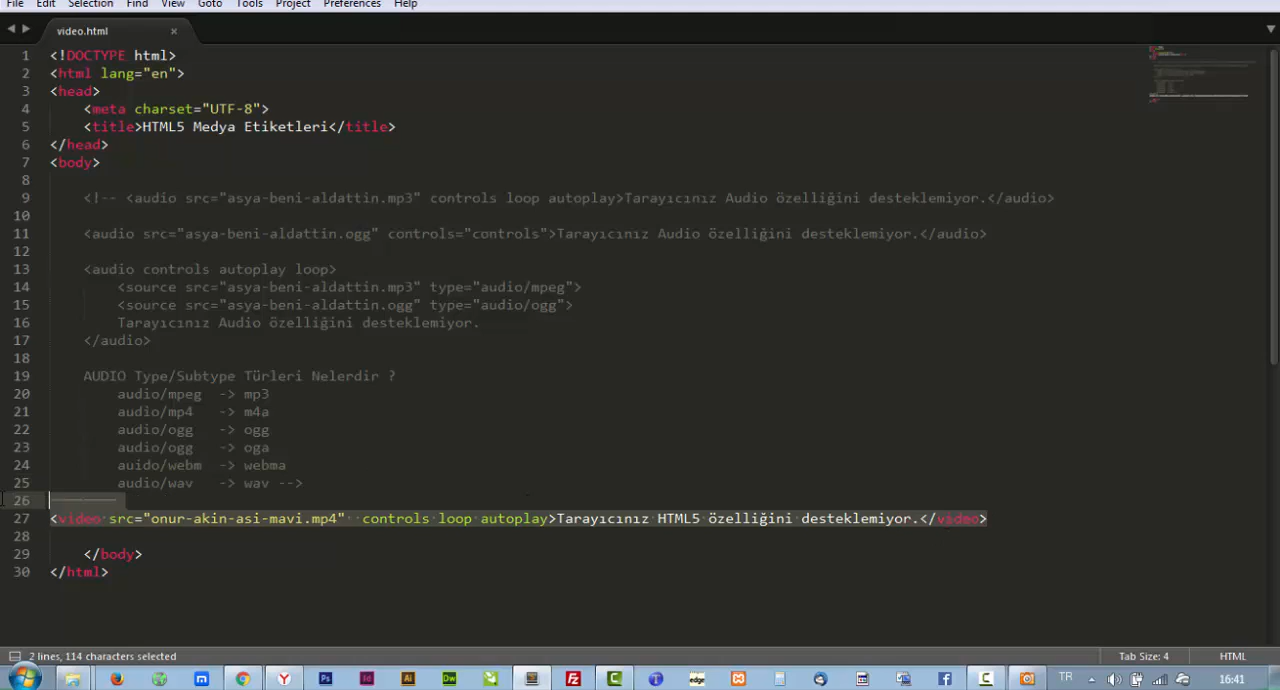 File Edit Selection Find View Goto Tools Project Preferences Help
video.html ×
1 <!DOCTYPE html>
2 <html lang="en">
3 <head>
4 <meta charset="UTF-8">
5 <title>HTML5 Medya Etiketleri</title>
6 </head>
7 <body>
8
9 <!-- <audio src="asya-beni-aldattin.mp3" controls loop autoplay>Tarayıcınız Audio özelliğini desteklemiyor.</audio>
10
11 <audio src="asya-beni-aldattin.ogg" controls="controls">Tarayıcınız Audio özelliğini desteklemiyor.</audio>
12
13 <audio controls autoplay loop>
14 <source src="asya-beni-aldattin.mp3" type="audio/mpeg">
15 <source src="asya-beni-aldattin.ogg" type="audio/ogg">
16 Tarayıcınız Audio özelliğini desteklemiyor.
17 </audio>
18
19 AUDIO Type/Subtype Türleri Nelerdir ?
20 audio/mpeg -> mp3
21 audio/mp4 -> m4a
22 audio/ogg -> ogg
23 audio/ogg -> oga
24 auido/webm -> webma
25 audio/wav -> wav -->
26
27 <video src="onur-akin-asi-mavi.mp4" controls loop autoplay>Tarayıcınız HTML5 özelliğini desteklemiyor.</video>
28
29 </body>
30 </html>
2 lines, 114 characters selected Tab Size: 4 HTML
m Y Ps Id Ai Dw Fz C edge f C TR 16:41